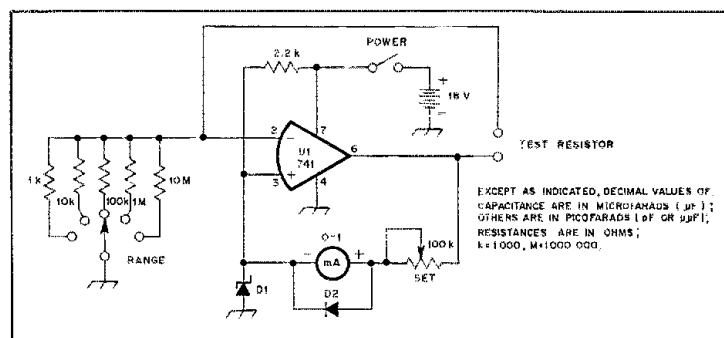 POWER
2.2 k
+
18 V
-
2
-
7
6
U1
741
3
+
4
TEST RESISTOR
1 k
10k
100k
1M
10M
RANGE
EXCEPT AS INDICATED, DECIMAL VALUES OF
CAPACITANCE ARE IN MICROFARADS (µF);
OTHERS ARE IN PICOFARADS (pF OR µµF);
RESISTANCES ARE IN OHMS;
k=1000, M=1000 000.
0-1
- mA +
100 k
SET
D1
D2